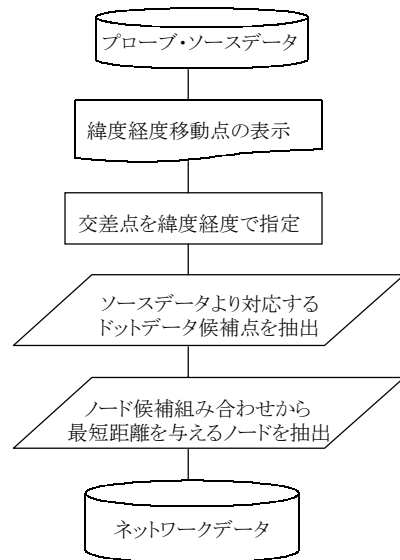 プローブ・ソースデータ
緯度経度移動点の表示
交差点を緯度経度で指定
ソースデータより対応する
ドットデータ候補点を抽出
ノード候補組み合わせから
最短距離を与えるノードを抽出
ネットワークデータ